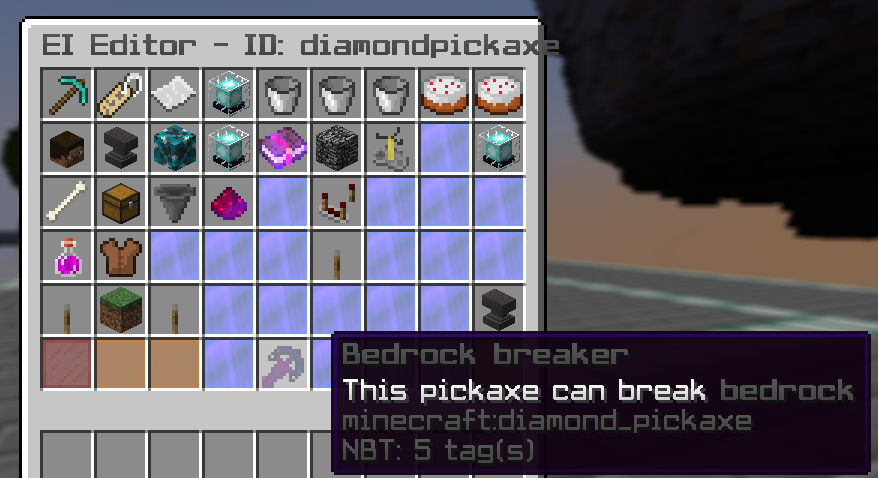 EI Editor - ID: diamondpickaxe
Bedrock breaker
This pickaxe can break bedrock
minecraft:diamond_pickaxe
NBT: 5 tag(s)